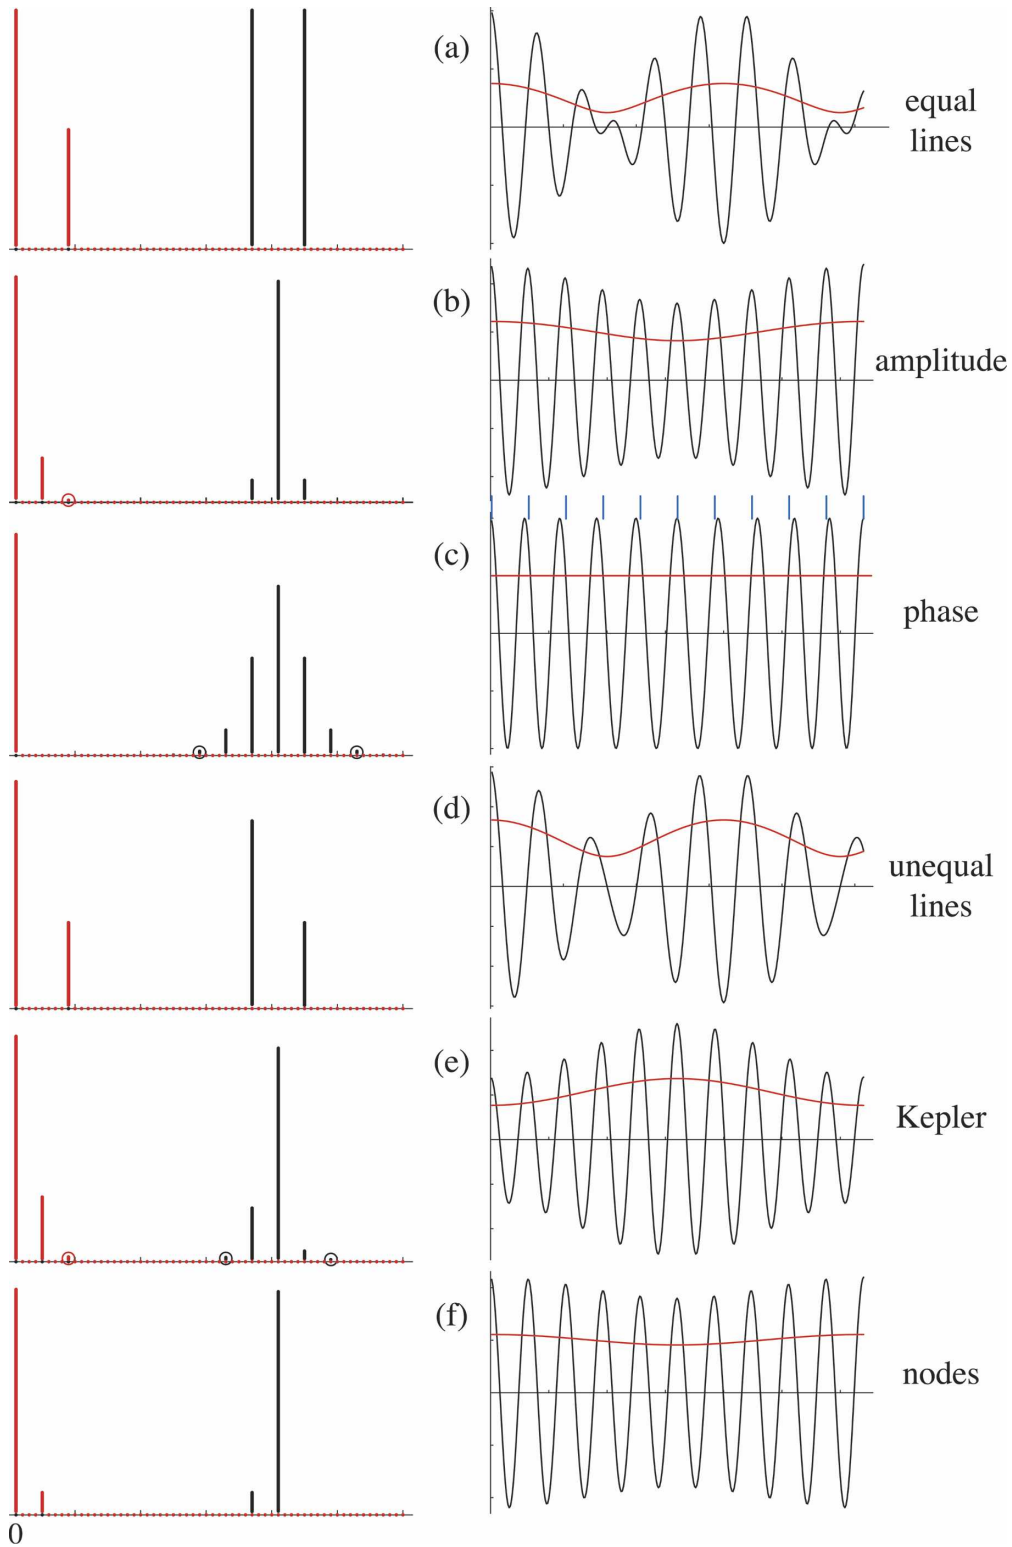 (a)
equal
lines
(b)
amplitude
(c)
phase
(d)
unequal
lines
(e)
Kepler
(f)
nodes
0